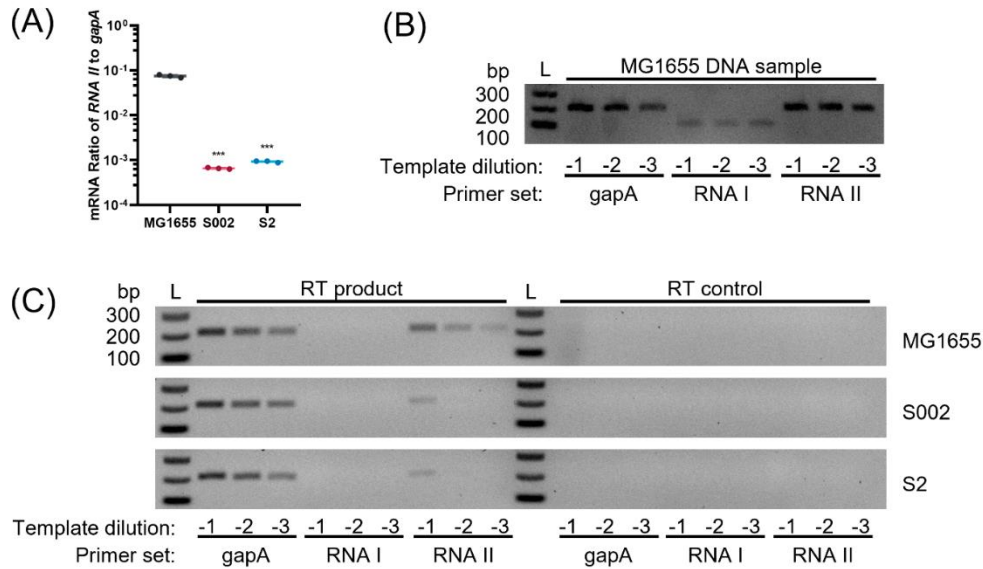 (A)
mRNA Ratio of RNA II to gapA
10⁰
10⁻¹
10⁻²
10⁻³
10⁻⁴
***
***
MG1655 S002 S2
(B)
bp L MG1655 DNA sample
300
200
100
Template dilution: -1 -2 -3 -1 -2 -3 -1 -2 -3
Primer set: gapA RNA I RNA II
(C)
bp L RT product L RT control
300
200
100
MG1655
S002
S2
Template dilution: -1 -2 -3 -1 -2 -3 -1 -2 -3 -1 -2 -3 -1 -2 -3 -1 -2 -3
Primer set: gapA RNA I RNA II gapA RNA I RNA II